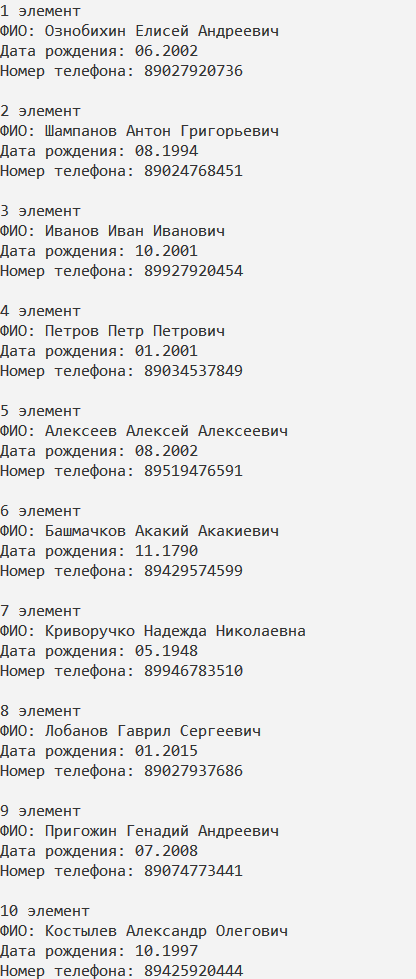 1 элемент
ФИО: Ознобихин Елисей Андреевич
Дата рождения: 06.2002
Номер телефона: 89027920736
2 элемент
ФИО: Шампанов Антон Григорьевич
Дата рождения: 08.1994
Номер телефона: 89024768451
3 элемент
ФИО: Иванов Иван Иванович
Дата рождения: 10.2001
Номер телефона: 89927920454
4 элемент
ФИО: Петров Петр Петрович
Дата рождения: 01.2001
Номер телефона: 89034537849
5 элемент
ФИО: Алексеев Алексей Алексеевич
Дата рождения: 08.2002
Номер телефона: 89519476591
6 элемент
ФИО: Башмачков Акакий Акакиевич
Дата рождения: 11.1790
Номер телефона: 89429574599
7 элемент
ФИО: Криворучко Надежда Николаевна
Дата рождения: 05.1948
Номер телефона: 89946783510
8 элемент
ФИО: Лобанов Гаврил Сергеевич
Дата рождения: 01.2015
Номер телефона: 89027937686
9 элемент
ФИО: Пригожин Генадий Андреевич
Дата рождения: 07.2008
Номер телефона: 89074773441
10 элемент
ФИО: Костылев Александр Олегович
Дата рождения: 10.1997
Номер телефона: 89425920444